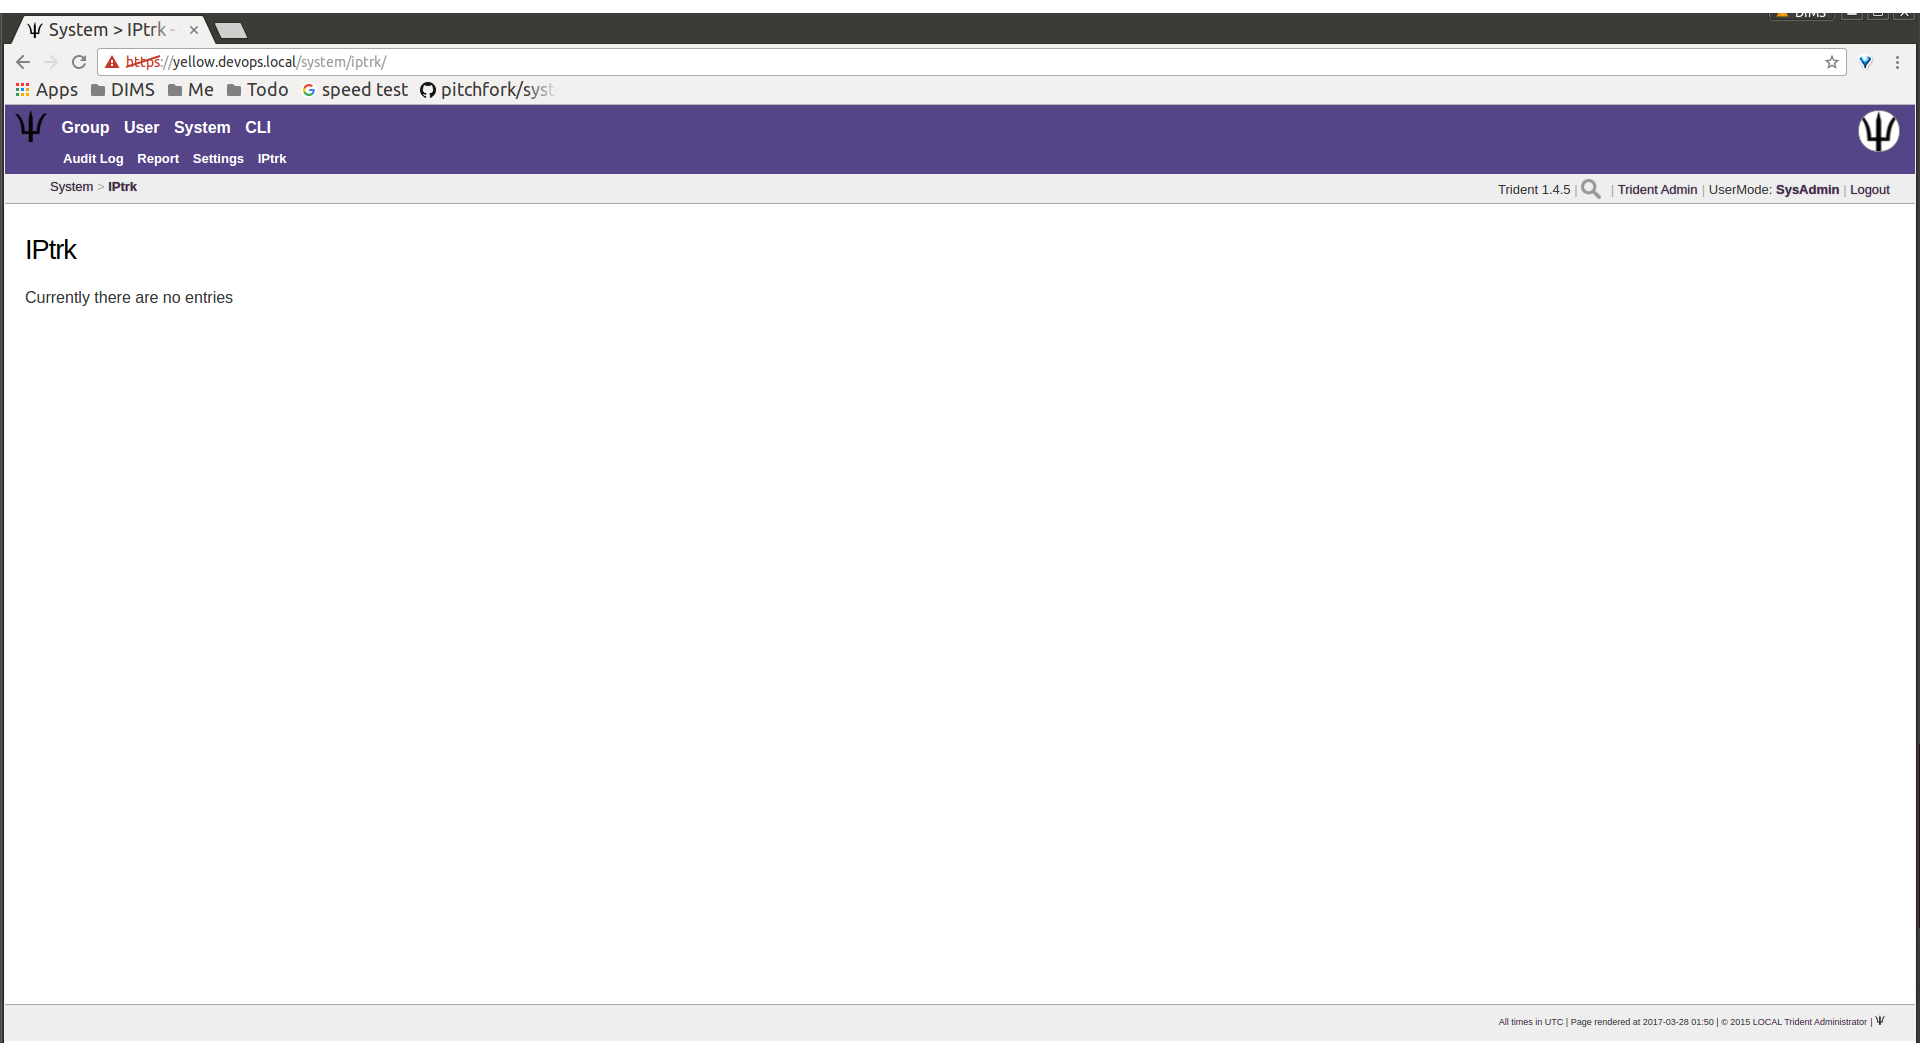 DIMS
System > IPtrk -
https://yellow.devops.local/system/iptrk/
Apps DIMS Me Todo speed test pitchfork/syst
Group User System CLI
Audit Log Report Settings IPtrk
System > IPtrk
Trident 1.4.5 | | Trident Admin | UserMode: SysAdmin | Logout
IPtrk
Currently there are no entries
All times in UTC | Page rendered at 2017-03-28 01:50 | © 2015 LOCAL Trident Administrator |